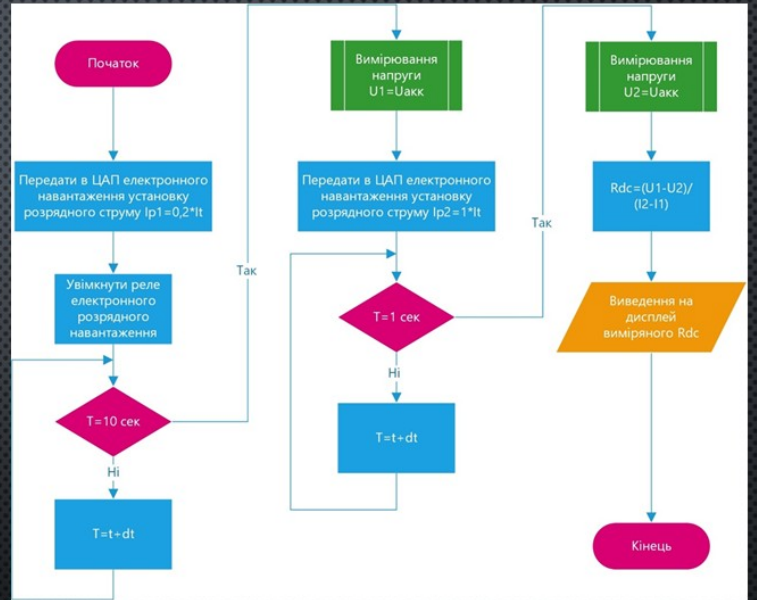 Початок
Передати в ЦАП електронного
навантаження установку
розрядного струму Ip1=0,2*It
Увімкнути реле
електронного
розрядного
навантаження
T=10 сек
Так
Ні
T=t+dt
Вимірювання
напруги
U1=Uакк
Передати в ЦАП електронного
навантаження установку
розрядного струму Ip2=1*It
T=1 сек
Так
Ні
T=t+dt
Вимірювання
напруги
U2=Uакк
Rdc=(U1-U2)/
(I2-I1)
Виведення на
дисплей
виміряного Rdc
Кінець